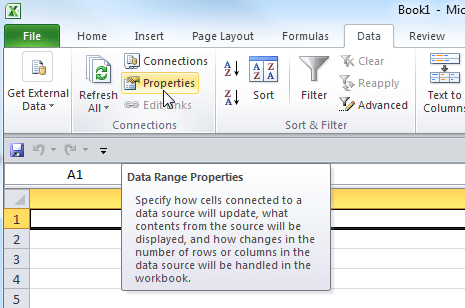 Book1 - Mic
File Home Insert Page Layout Formulas Data Review
Get External
Data
Refresh
All
Connections
Properties
Edit Links
Connections
A
Z
Z
A
A Z
Z A
Sort
Filter
Clear
Reapply
Advanced
Sort & Filter
Text to
Columns
A1
Data Range Properties
Specify how cells connected to a
data source will update, what
contents from the source will be
displayed, and how changes in the
number of rows or columns in
the data source will be handled in the
workbook.
1
2
3
4
5